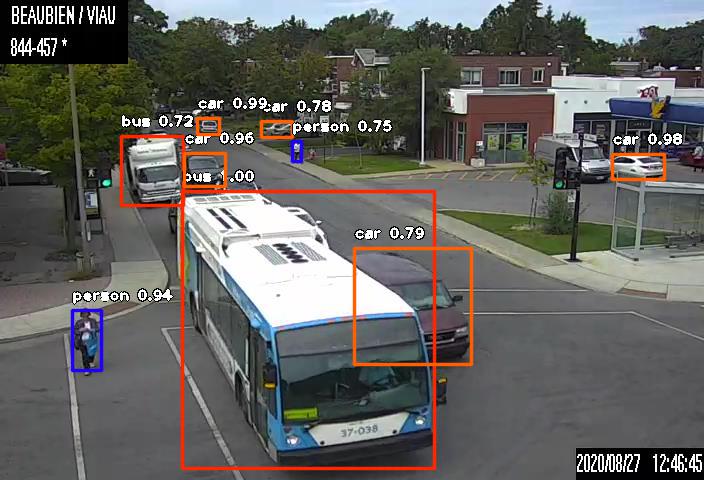 BEAUBIEN / VIAU
844-457 *
car 0.99
car 0.78
bus 0.72
person 0.75
car 0.96
car 0.98
bus 1.00
car 0.79
person 0.94
37-038
2020/08/27 12:46:45